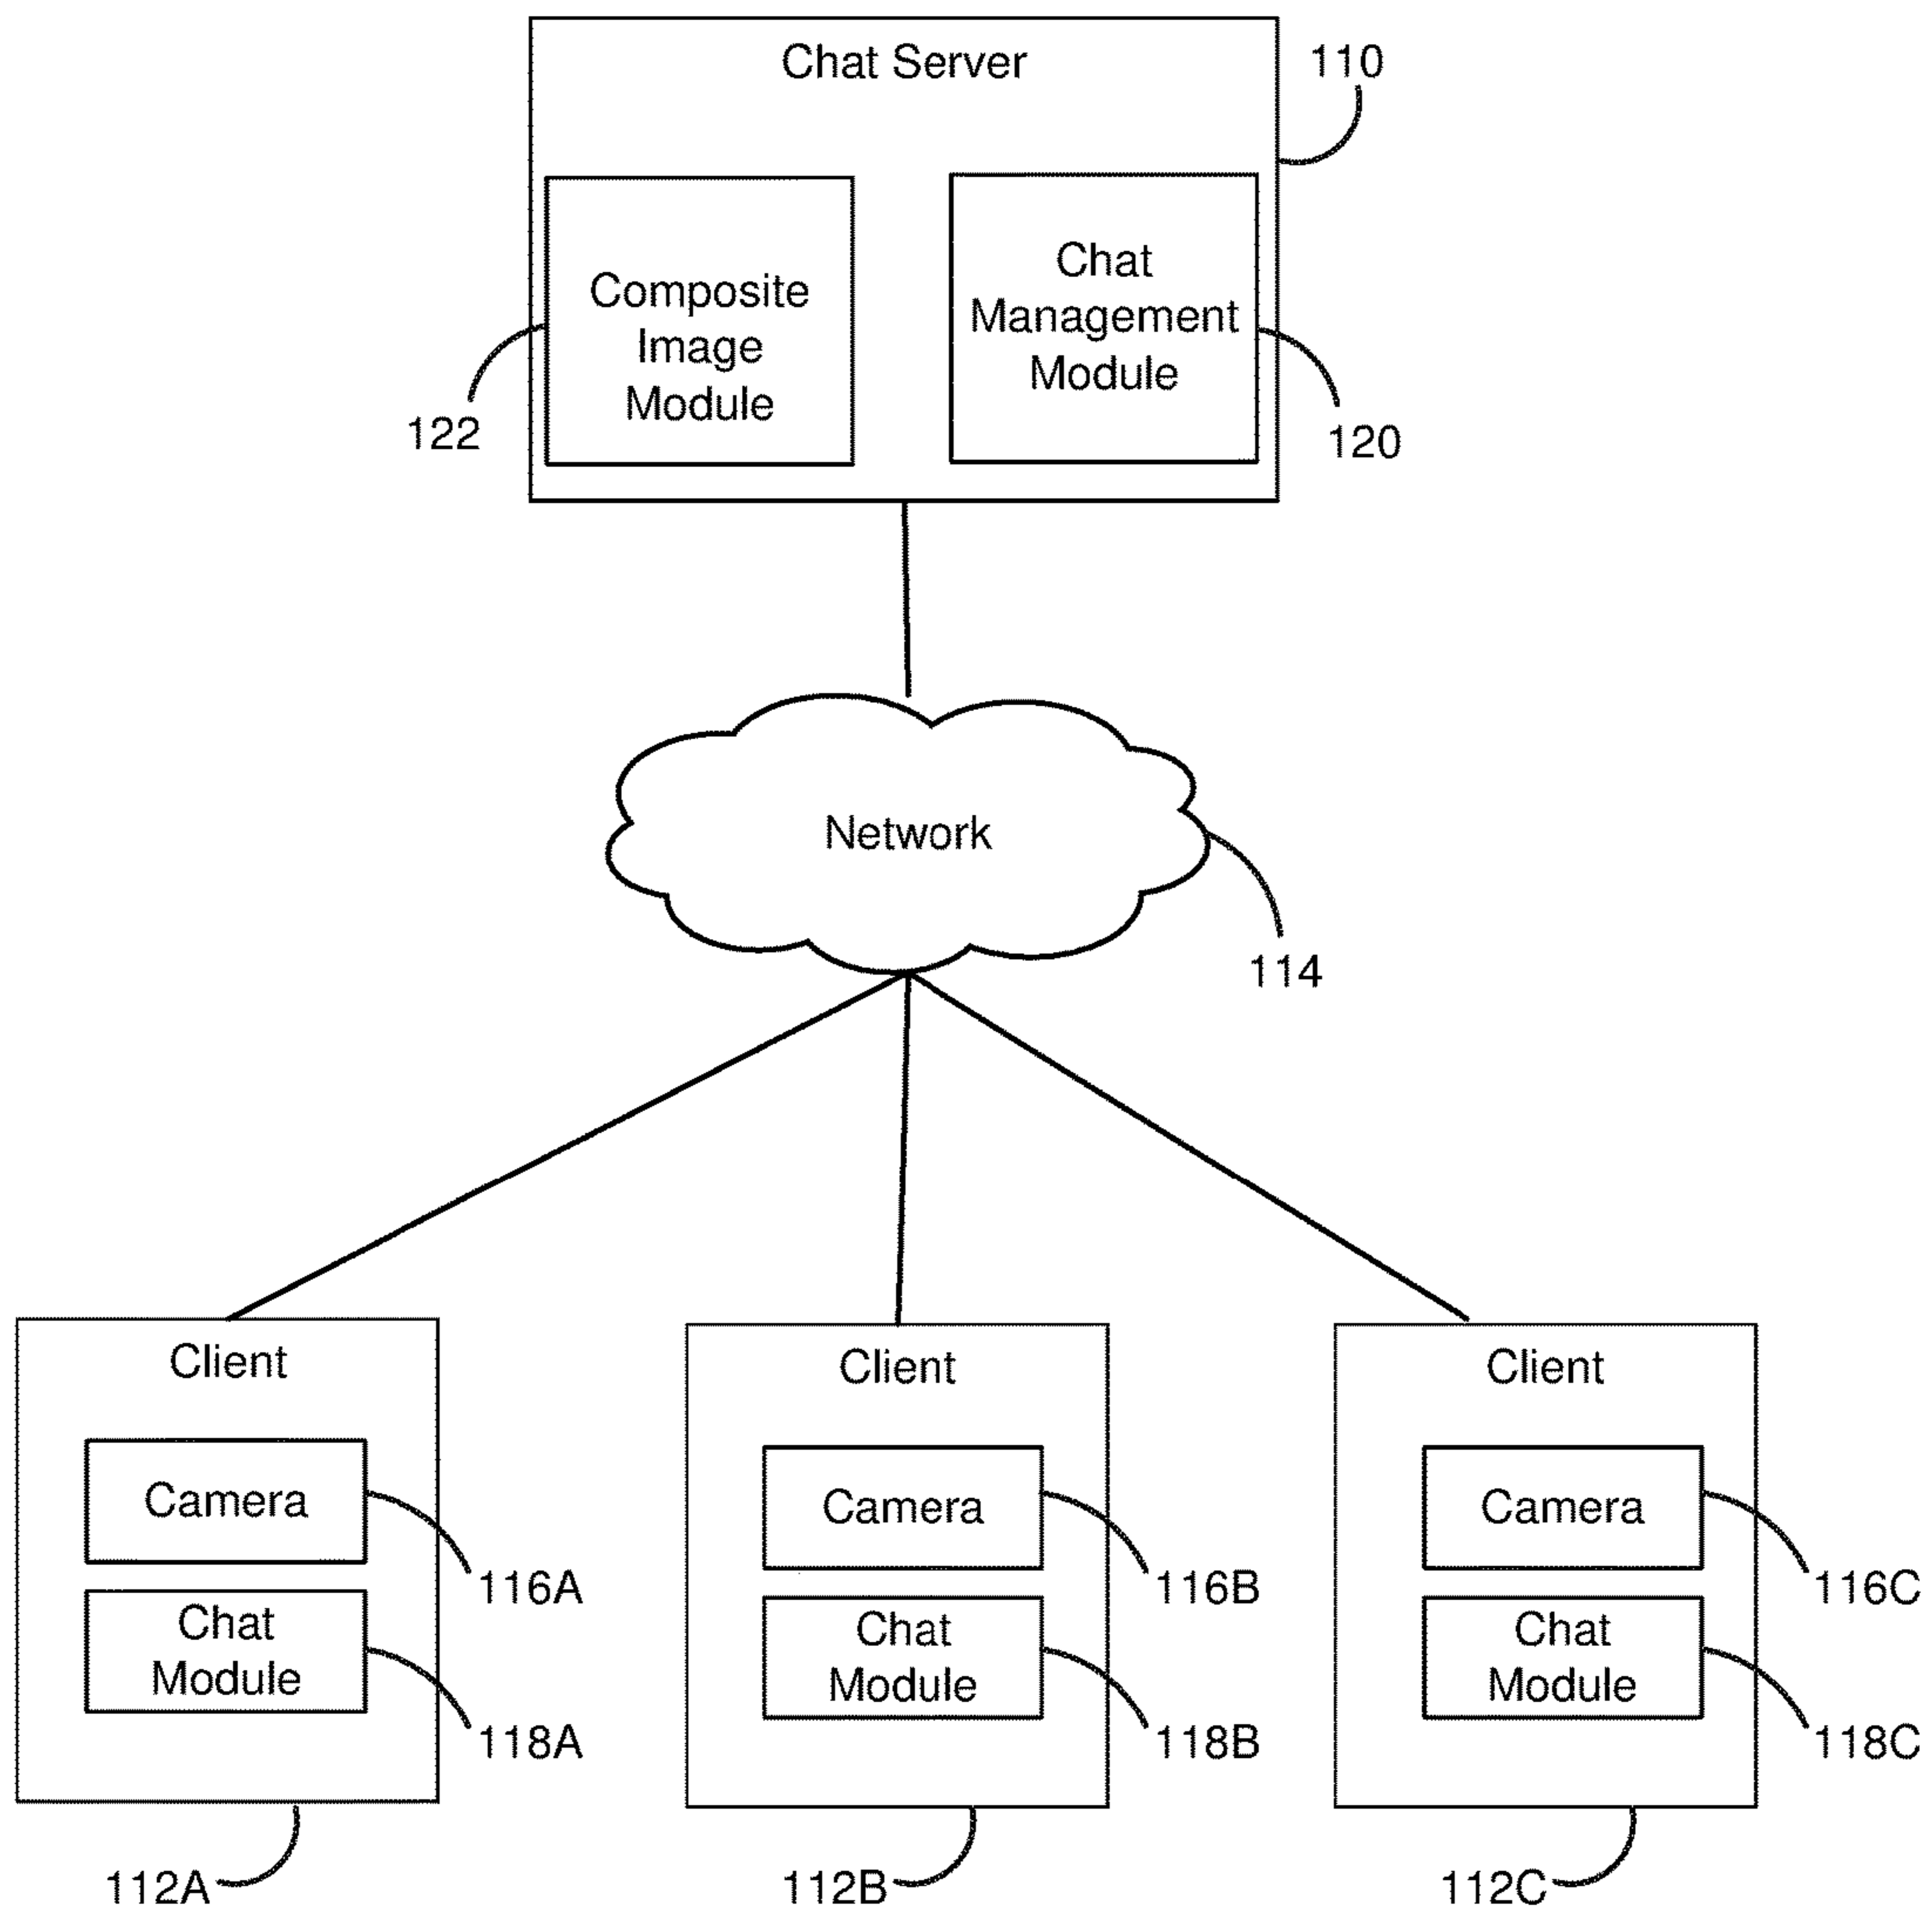 Chat Server
110
Composite
Image
Module
122
Chat
Management
Module
120
Network
114
Client
Camera
116A
Chat
Module
118A
112A
Client
Camera
116B
Chat
Module
118B
112B
Client
Camera
116C
Chat
Module
118C
112C